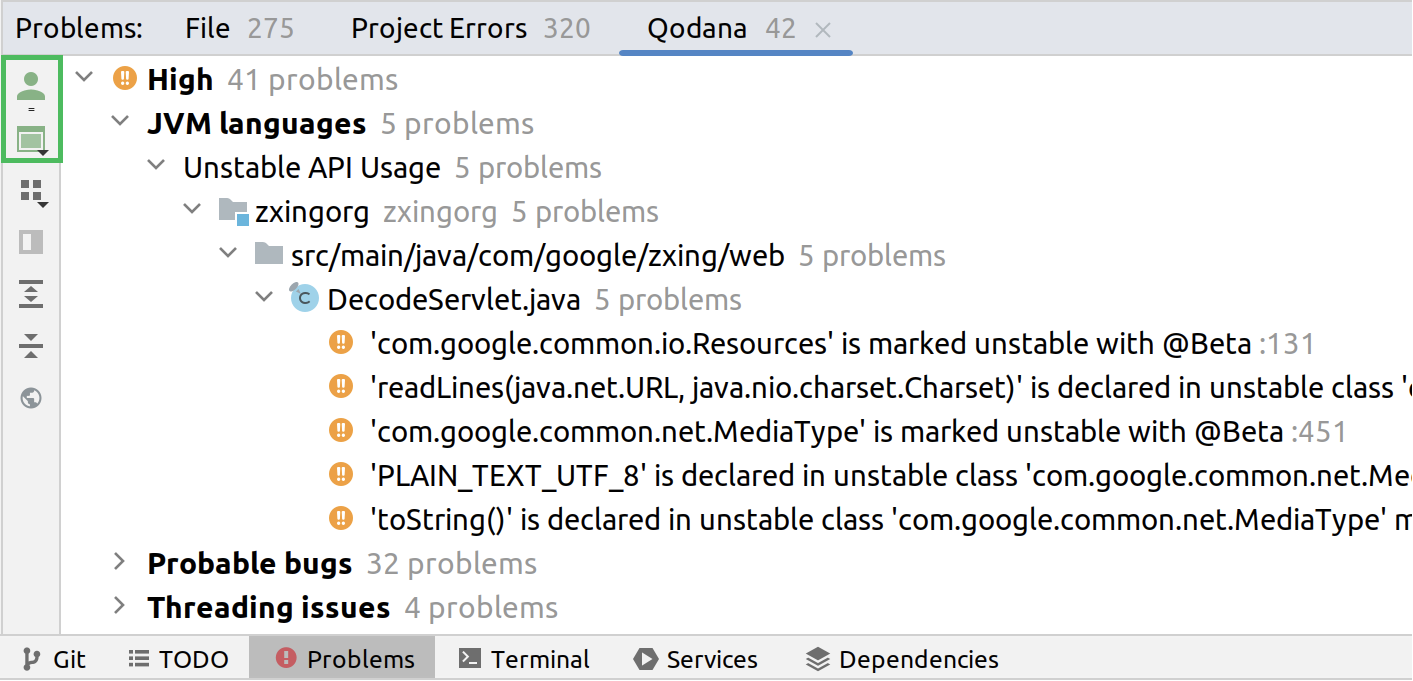 Problems: File 275 Project Errors 320 Qodana 42
High 41 problems
JVM languages 5 problems
Unstable API Usage 5 problems
zxingorg zxingorg 5 problems
src/main/java/com/google/zxing/web 5 problems
DecodeServlet.java 5 problems
'com.google.common.io.Resources' is marked unstable with @Beta :131
'readLines(java.net.URL, java.nio.charset.Charset)' is declared in unstable class '
'com.google.common.net.MediaType' is marked unstable with @Beta :451
'PLAIN_TEXT_UTF_8' is declared in unstable class 'com.google.common.net.Me
'toString()' is declared in unstable class 'com.google.common.net.MediaType' m
Probable bugs 32 problems
Threading issues 4 problems
Git TODO Problems Terminal Services Dependencies